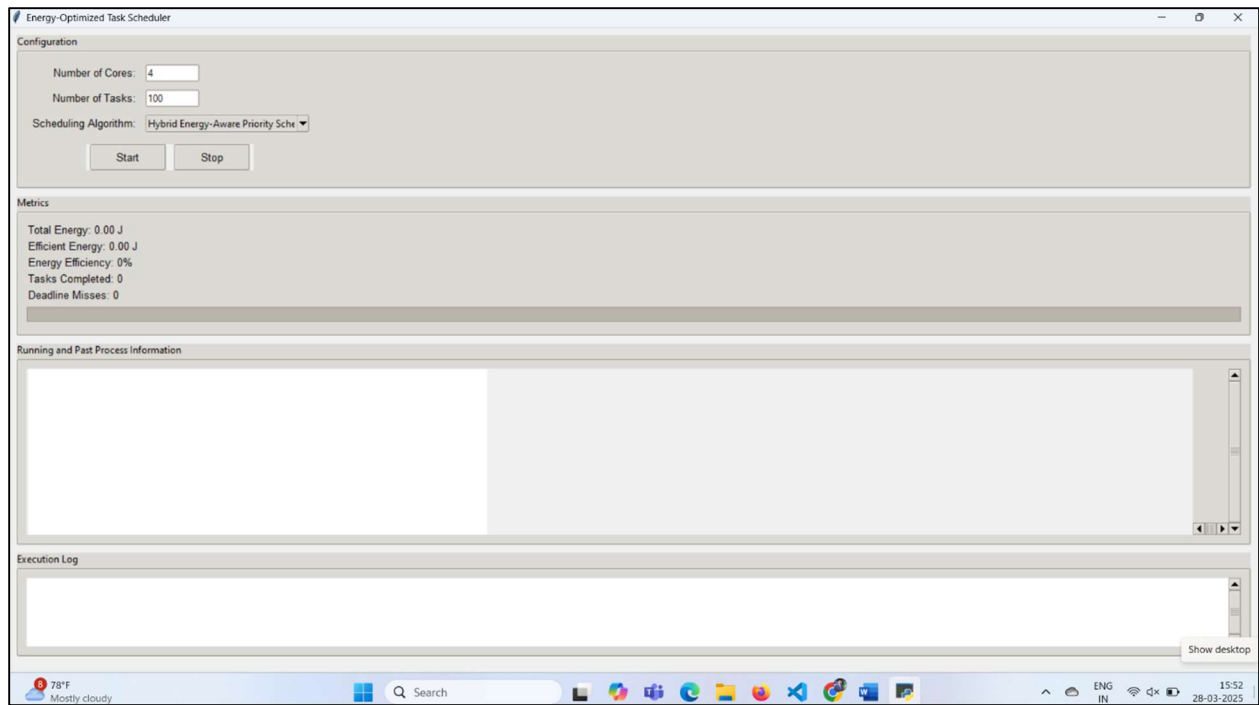 Energy-Optimized Task Scheduler
Configuration
Number of Cores: 4
Number of Tasks: 100
Scheduling Algorithm: Hybrid Energy-Aware Priority Sche
Start Stop
Metrics
Total Energy: 0.00 J
Efficient Energy: 0.00 J
Energy Efficiency: 0%
Tasks Completed: 0
Deadline Misses: 0
Running and Past Process Information
Execution Log
Show desktop
8
78°F
Mostly cloudy
Search
ENG
IN
15:52
28-03-2025